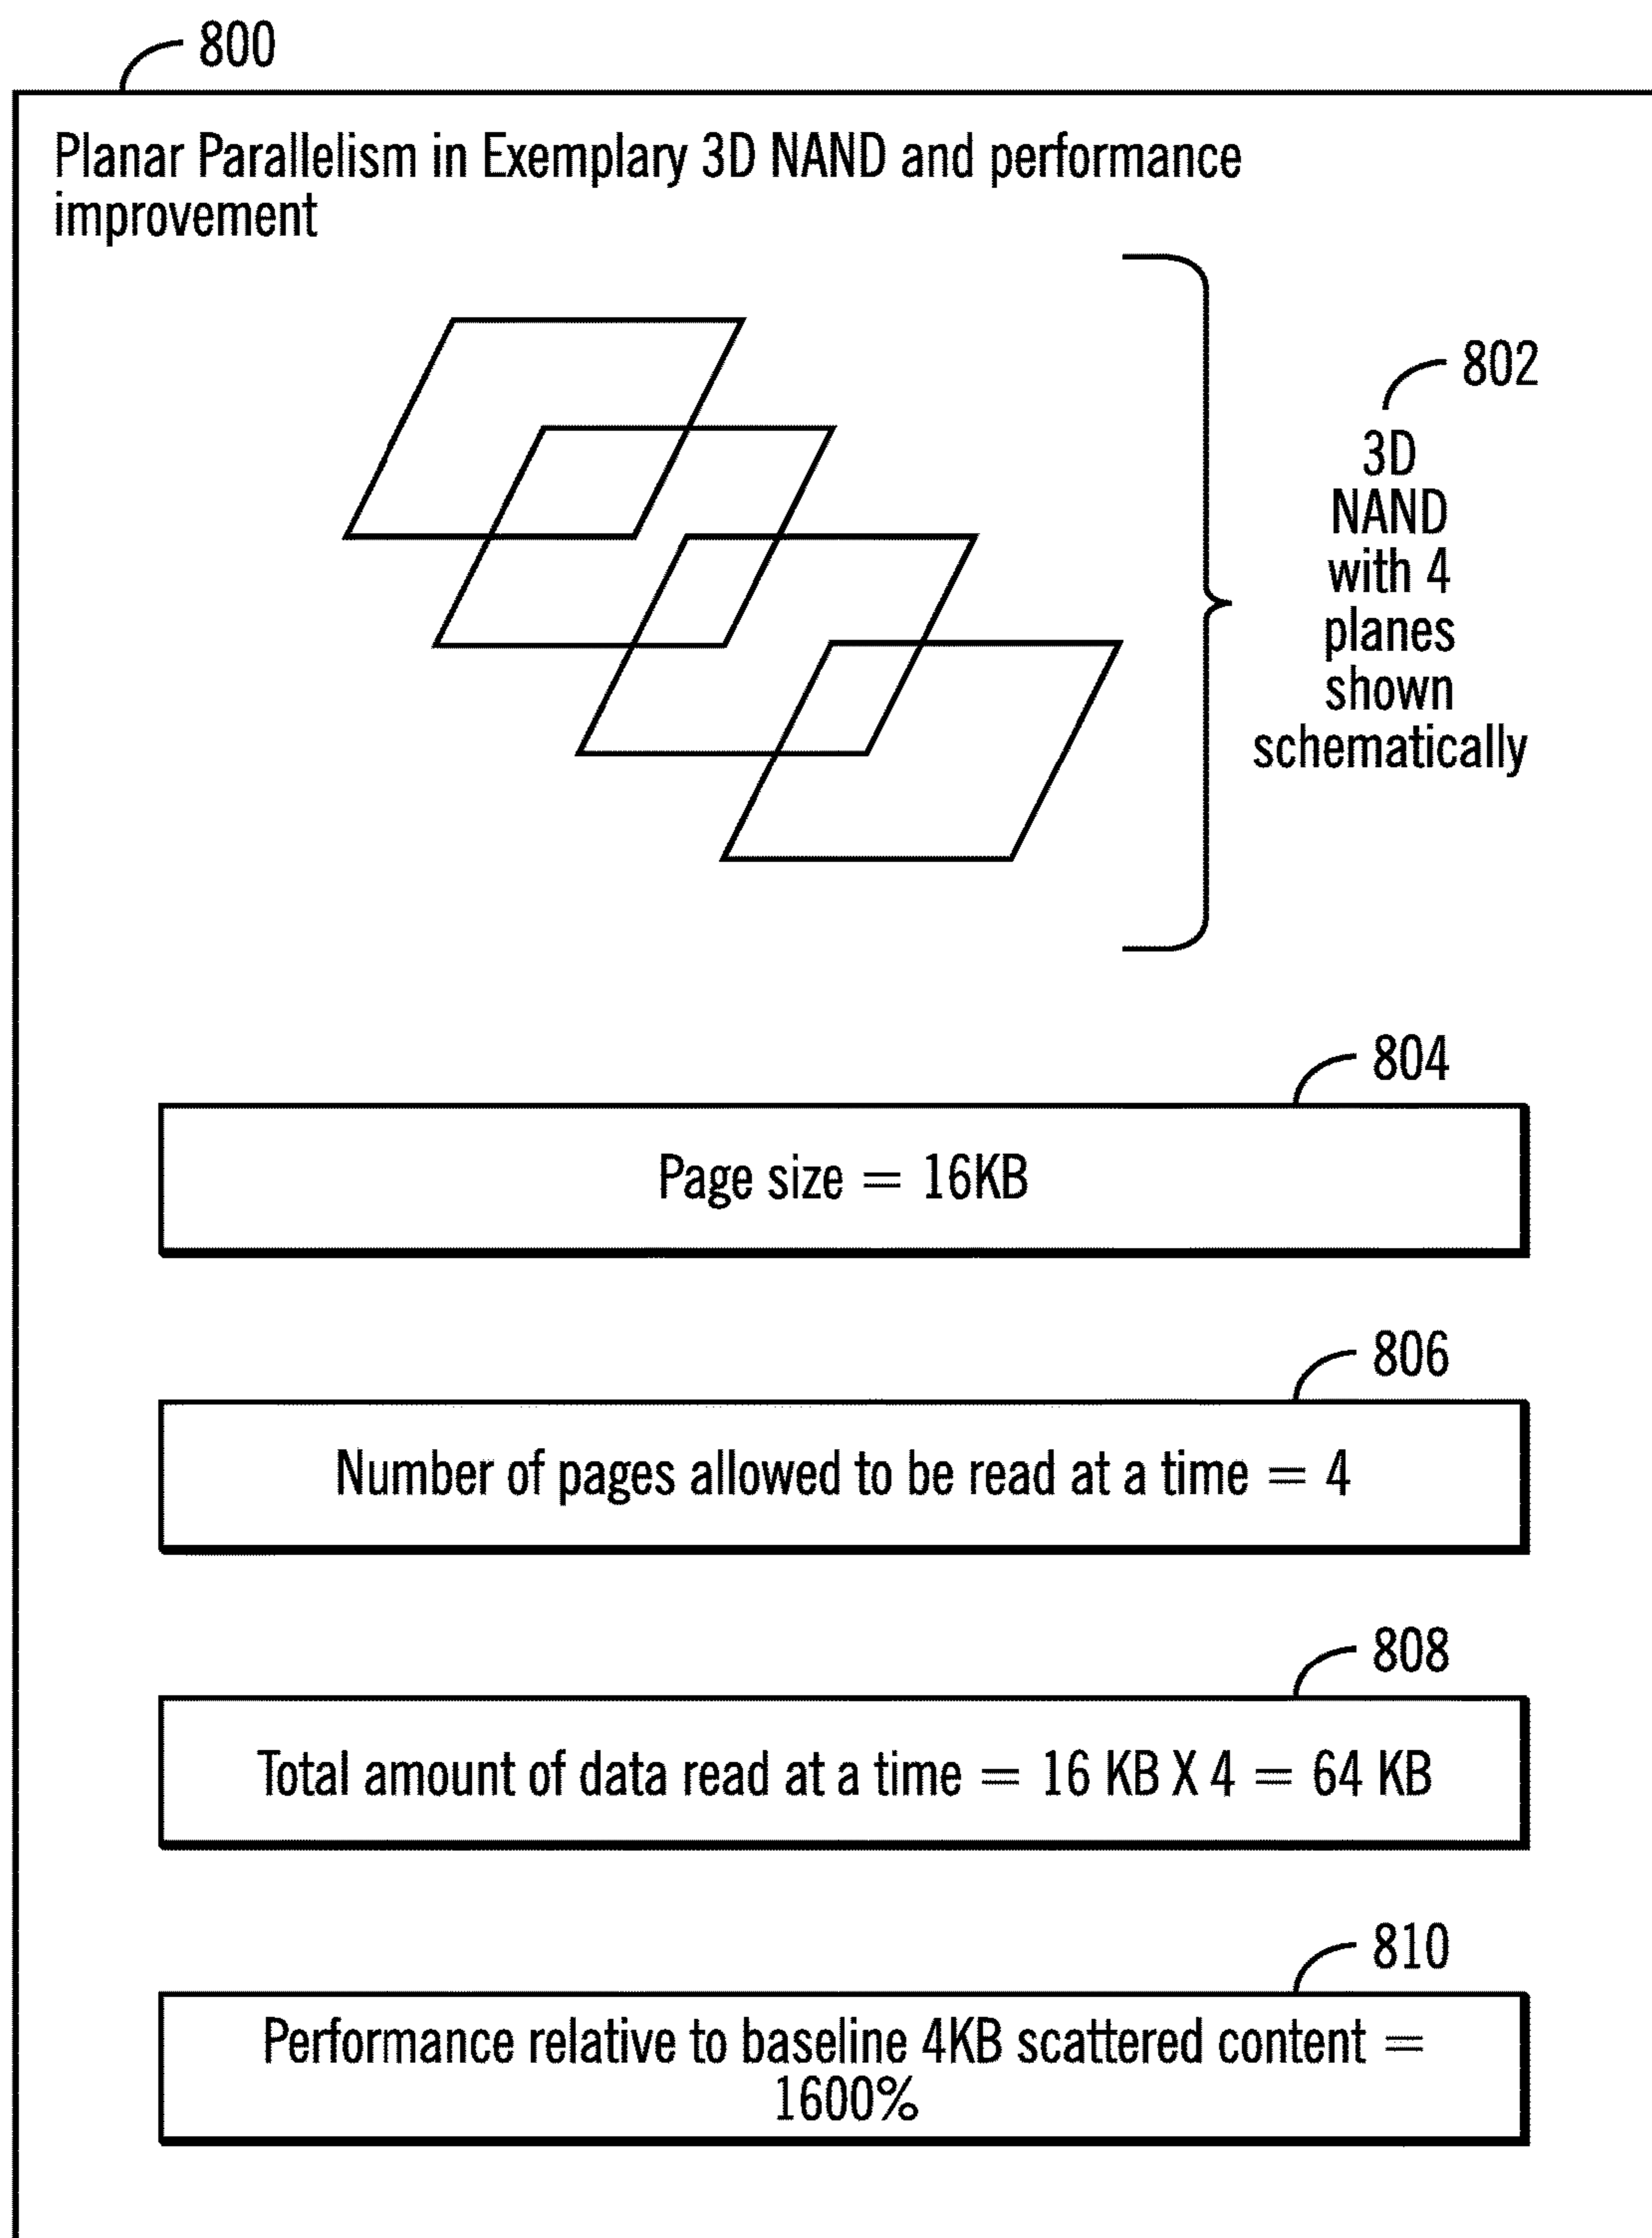 800
Planar Parallelism in Exemplary 3D NAND and performance
improvement
802
3D
NAND
with 4
planes
shown
schematically
804
Page size = 16KB
806
Number of pages allowed to be read at a time = 4
808
Total amount of data read at a time = 16 KB X 4 = 64 KB
810
Performance relative to baseline 4KB scattered content =
1600%